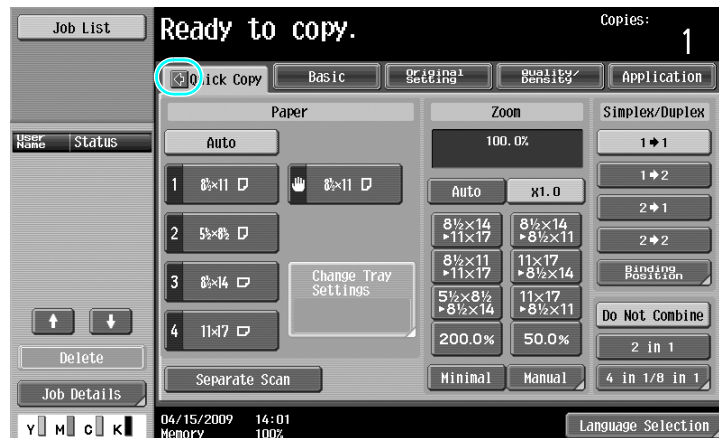 Job List
Ready to copy.
Copies:
1
Quick Copy
Basic
Original Setting
Quality/ Density
Application
User Name
Status
Paper
Auto
1 8½×11
8½×11
2 5½×8½
3 8½×14
Change Tray Settings
4 11×17
Separate Scan
Zoom
100.0%
Auto
X1.0
8½×14 ▸11×17
8½×14 ▸8½×11
8½×11 ▸11×17
11×17 ▸8½×14
5½×8½ ▸8½×14
11×17 ▸8½×11
200.0%
50.0%
Minimal
Manual
Simplex/Duplex
1➔1
1➔2
2➔1
2➔2
Binding Position
Do Not Combine
2 in 1
4 in 1/8 in 1
Delete
Job Details
Y M C K
04/15/2009 14:01
Memory 100%
Language Selection